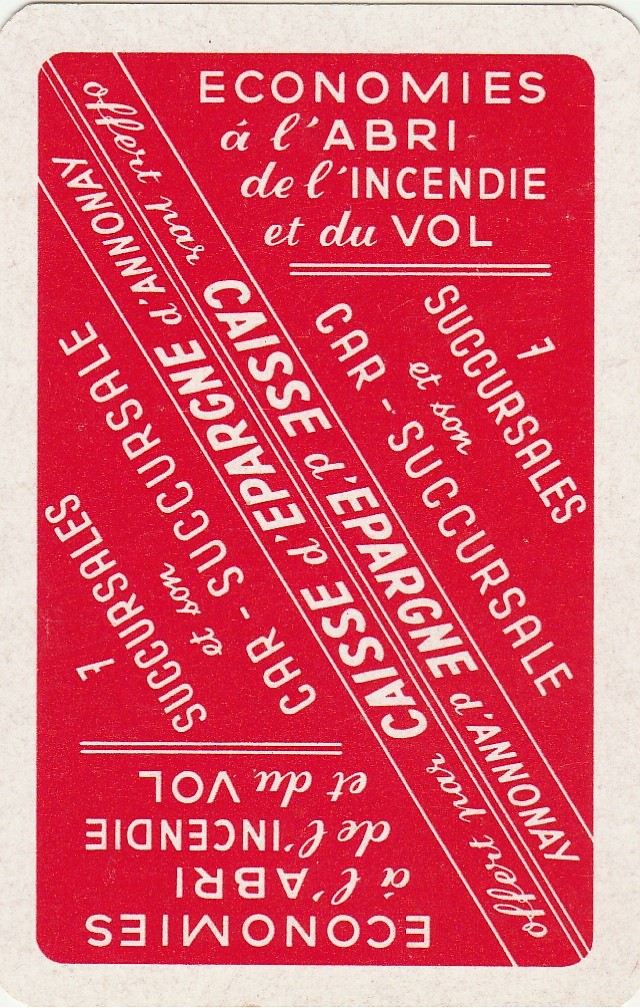 ECONOMIES
á l'ABRI
de l'INCENDIE
et du VOL
offert par CAISSE d'EPARGNE d'ANNONAY
7
SUCCURSALES
et son
CAR - SUCCURSALE
offert par CAISSE d'EPARGNE d'ANNONAY
CAR - SUCCURSALE
et son
SUCCURSALES
7
et du VOL
de l'INCENDIE
à l'ABRI
ECONOMIES